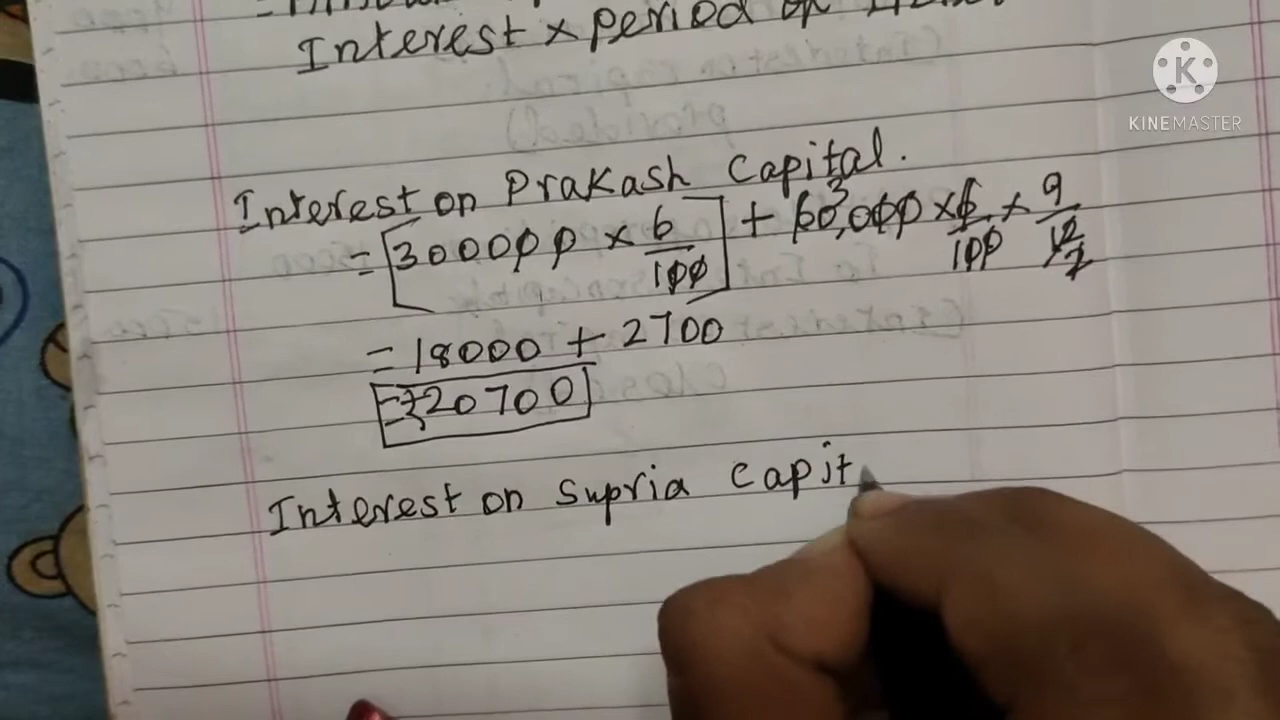 Interest × period of
KINEMASTER
Interest on Prakash Capital.
= [300000 × 6/100] + 60,000 × 6/100 × 9/12
= 18000 + 2700
= ₹20700
Interest on Supria Capit